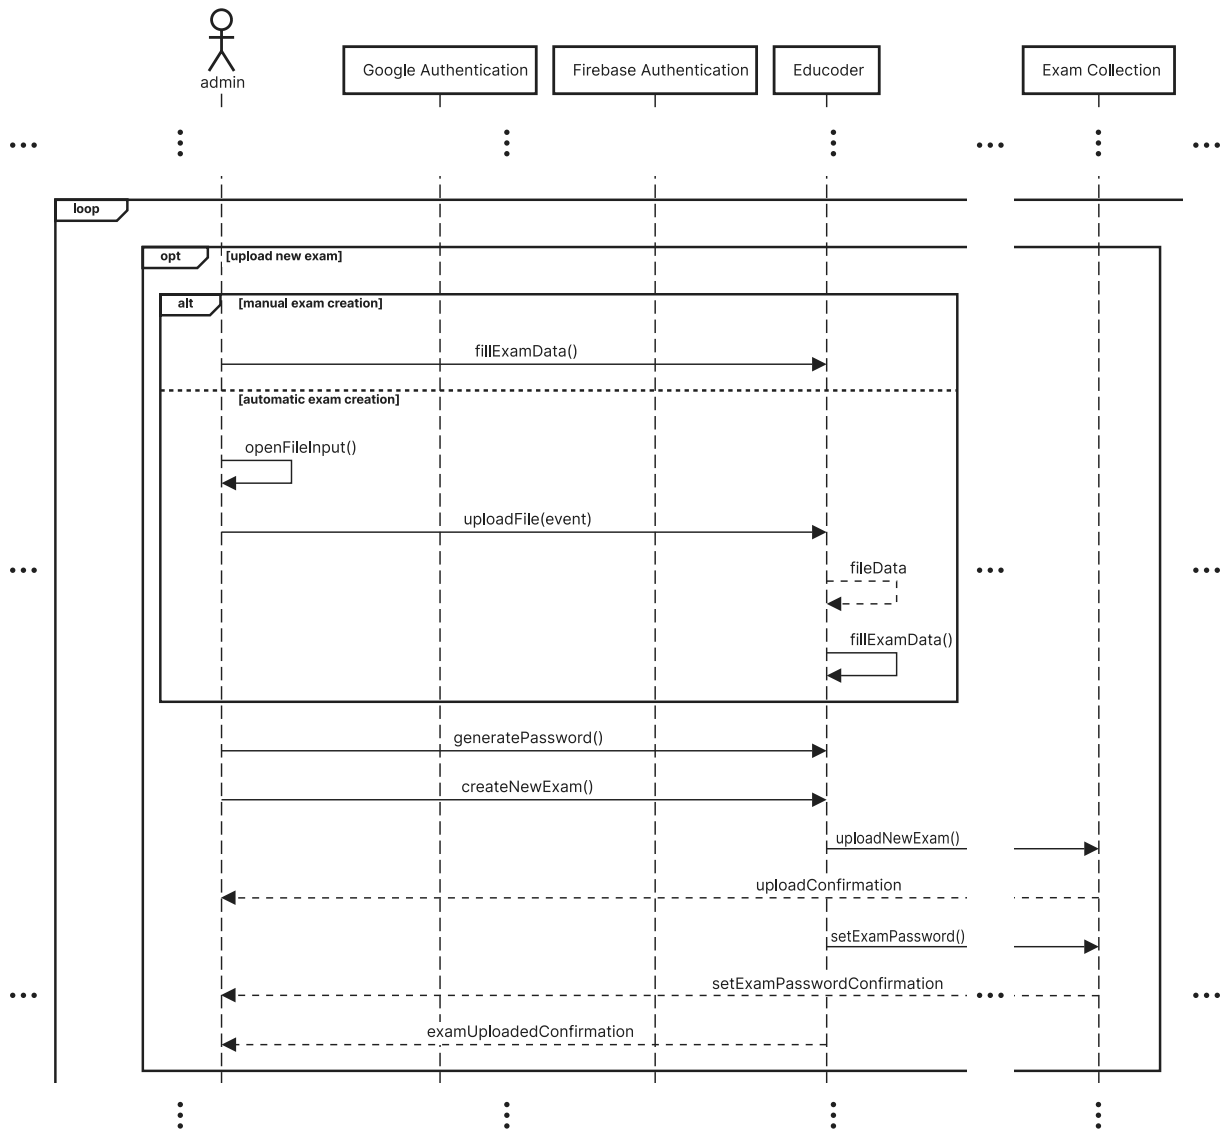 admin
Google Authentication
Firebase Authentication
Educoder
Exam Collection
loop
opt
[upload new exam]
alt
[manual exam creation]
fillExamData()
[automatic exam creation]
openFileInput()
uploadFile(event)
fileData
fillExamData()
generatePassword()
createNewExam()
uploadNewExam()
uploadConfirmation
setExamPassword()
setExamPasswordConfirmation
examUploadedConfirmation